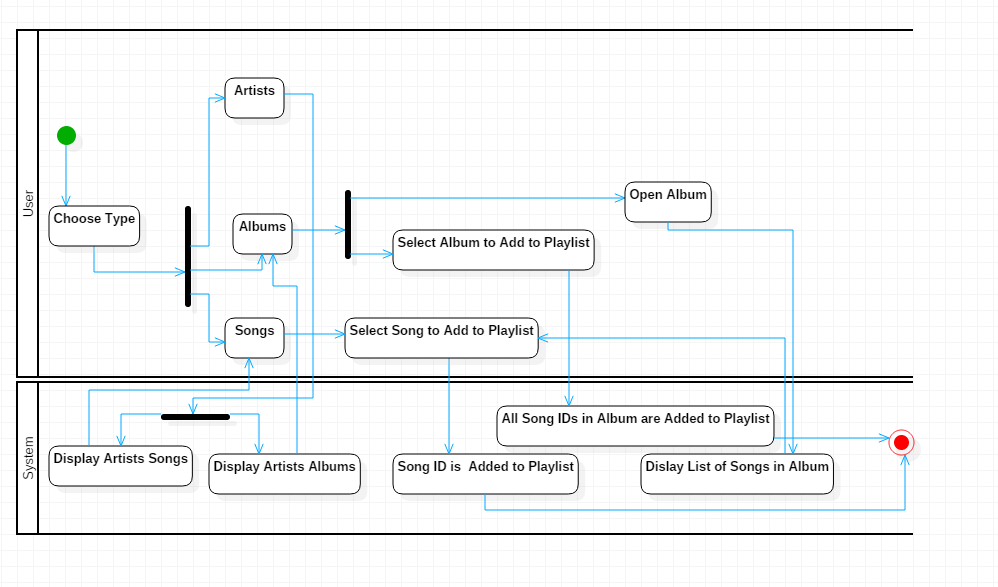 User
Artists
Choose Type
Albums
Open Album
Select Album to Add to Playlist
Songs
Select Song to Add to Playlist
System
All Song IDs in Album are Added to Playlist
Display Artists Songs
Display Artists Albums
Song ID is  Added to Playlist
Dislay List of Songs in Album